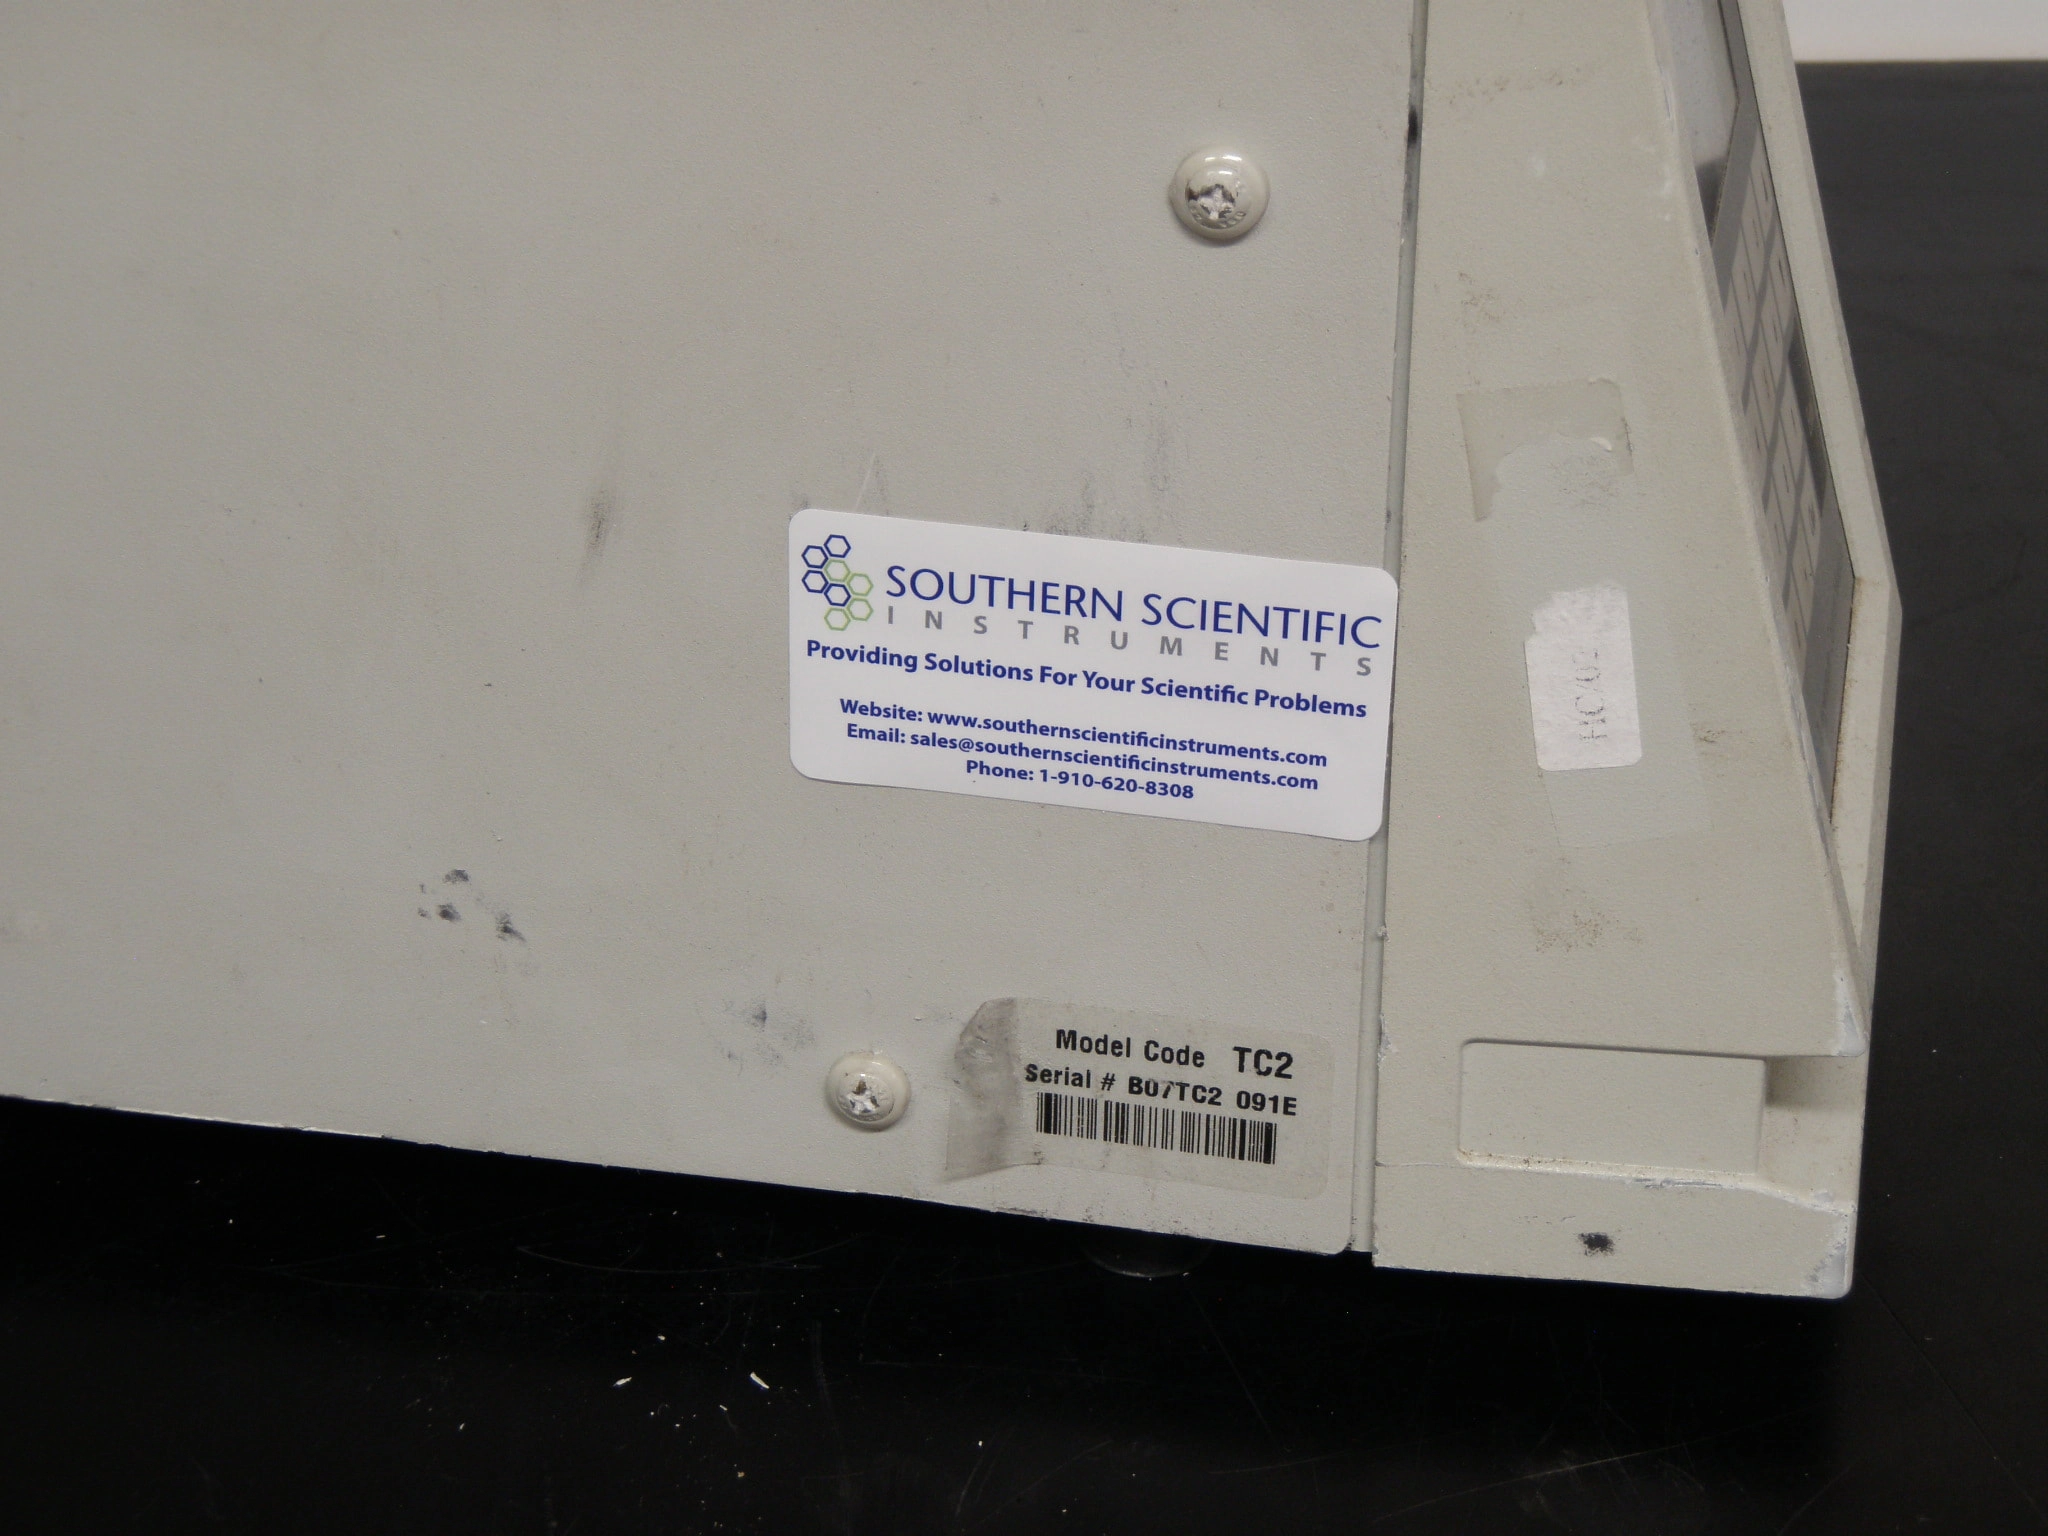 SOUTHERN SCIENTIFIC
INSTRUMENTS
Providing Solutions For Your Scientific Problems
Website: www.southernscientificinstruments.com
Email: sales@southernscientificinstruments.com
Phone: 1-910-620-8308
Model Code TC2
Serial # B07TC2 091E